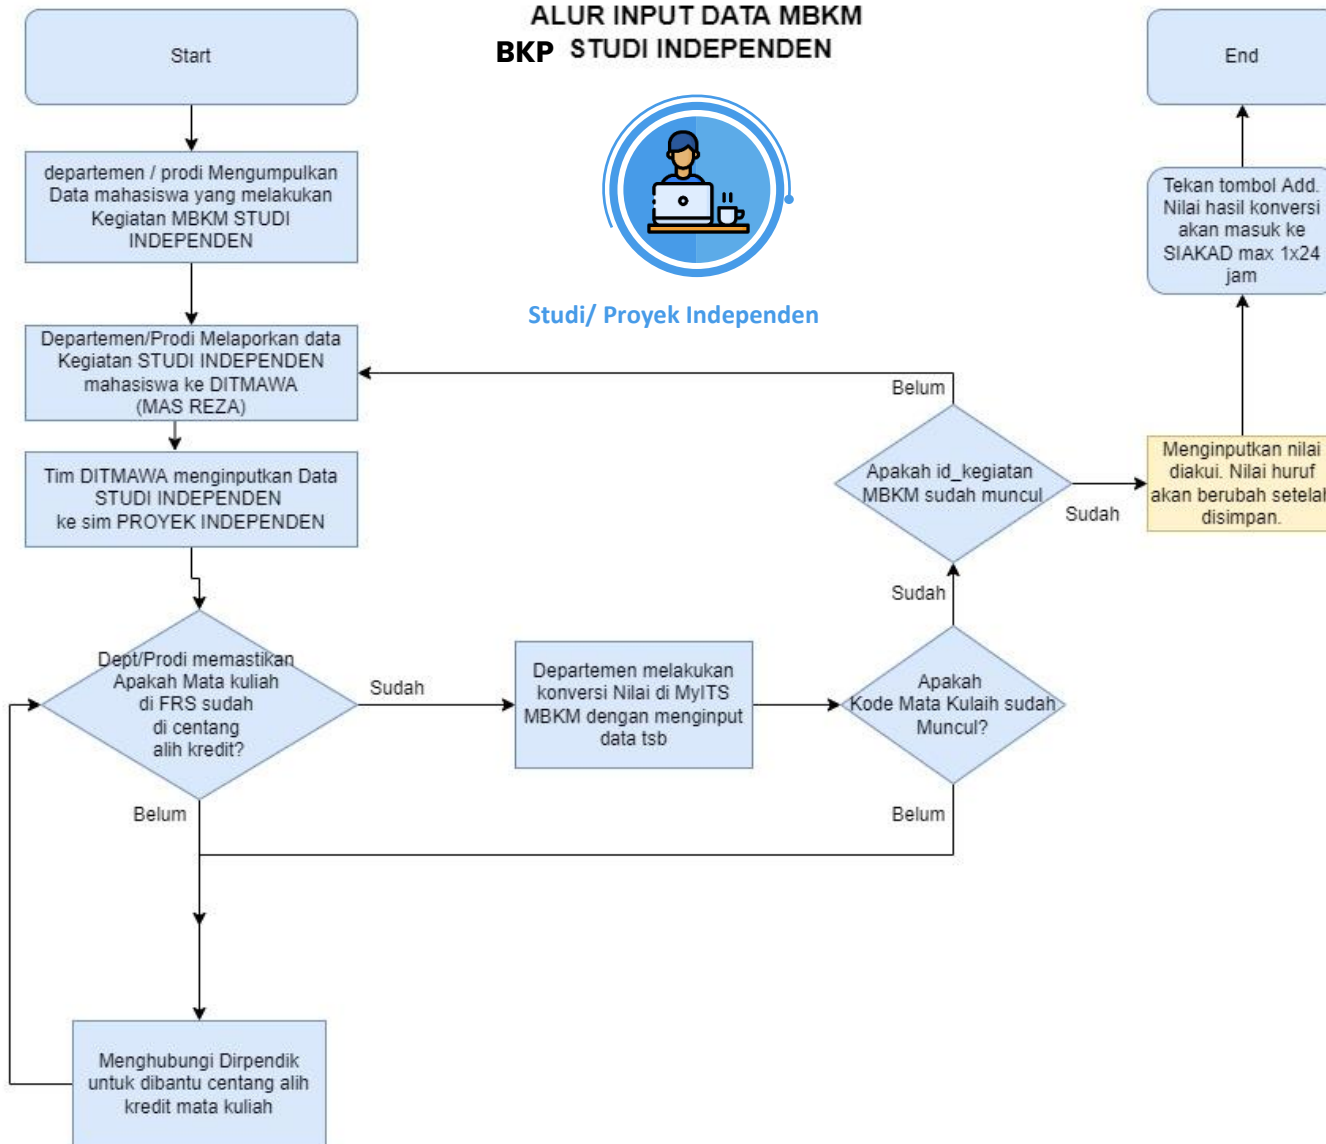 ALUR INPUT DATA MBKM
BKP STUDI INDEPENDEN
Start
End
departemen / prodi Mengumpulkan
Data mahasiswa yang melakukan
Kegiatan MBKM STUDI
INDEPENDEN
Tekan tombol Add.
Nilai hasil konversi
akan masuk ke
SIAKAD max 1x24
jam
Studi/ Proyek Independen
Departemen/Prodi Melaporkan data
Kegiatan STUDI INDEPENDEN
mahasiswa ke DITMAWA
(MAS REZA)
Belum
Tim DITMAWA menginputkan Data
STUDI INDEPENDEN
ke sim PROYEK INDEPENDEN
Apakah id_kegiatan
MBKM sudah muncul
Sudah
Menginputkan nilai
diakui. Nilai huruf
akan berubah setelah
disimpan.
Sudah
Dept/Prodi memastikan
Apakah Mata kuliah
di FRS sudah
di centang
alih kredit?
Sudah
Departemen melakukan
konversi Nilai di MyITS
MBKM dengan menginput
data tsb
Apakah
Kode Mata Kulaih sudah
Muncul?
Belum
Belum
Menghubungi Dirpendik
untuk dibantu centang alih
kredit mata kuliah